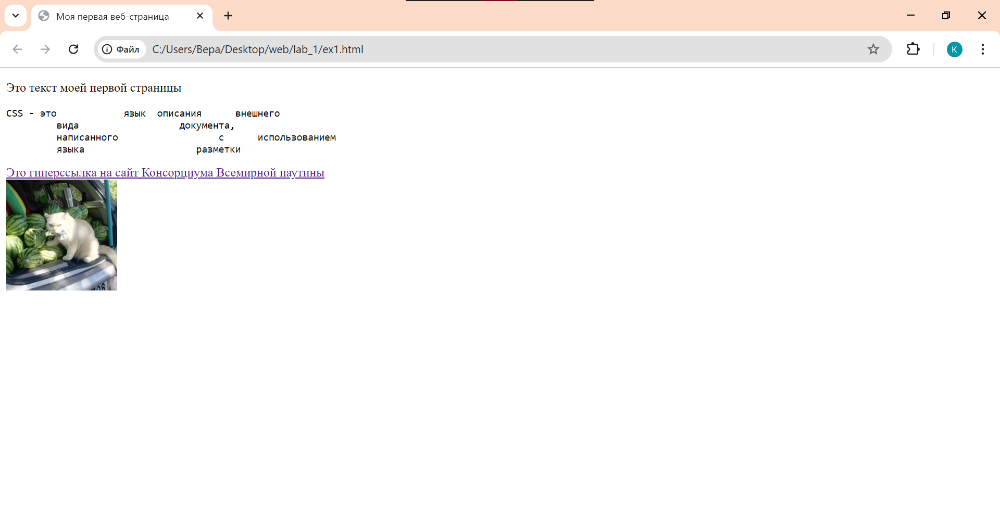 Моя первая веб-страница
Файл C:/Users/Вера/Desktop/web/lab_1/ex1.html
K
Это текст моей первой страницы
CSS - это            язык  описания      внешнего
         вида                  документа,
         написанного                  с      использованием
         языка                    разметки
Это гиперссылка на сайт Консорциума Всемирной паутины